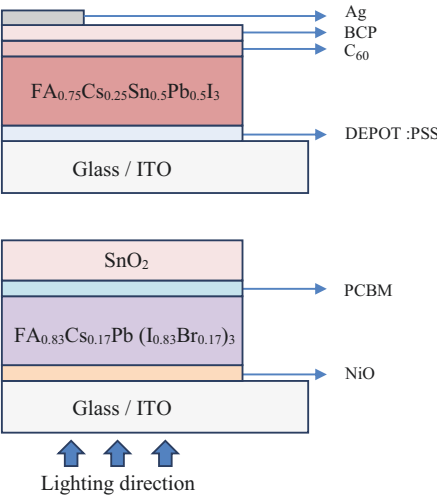 Ag
BCP
C₆₀
FA₀.₇₅Cs₀.₂₅Sn₀.₅Pb₀.₅I₃
DEPOT :PSS
Glass / ITO
SnO₂
PCBM
FA₀.₈₃Cs₀.₁₇Pb (I₀.₈₃Br₀.₁₇)₃
NiO
Glass / ITO
Lighting direction